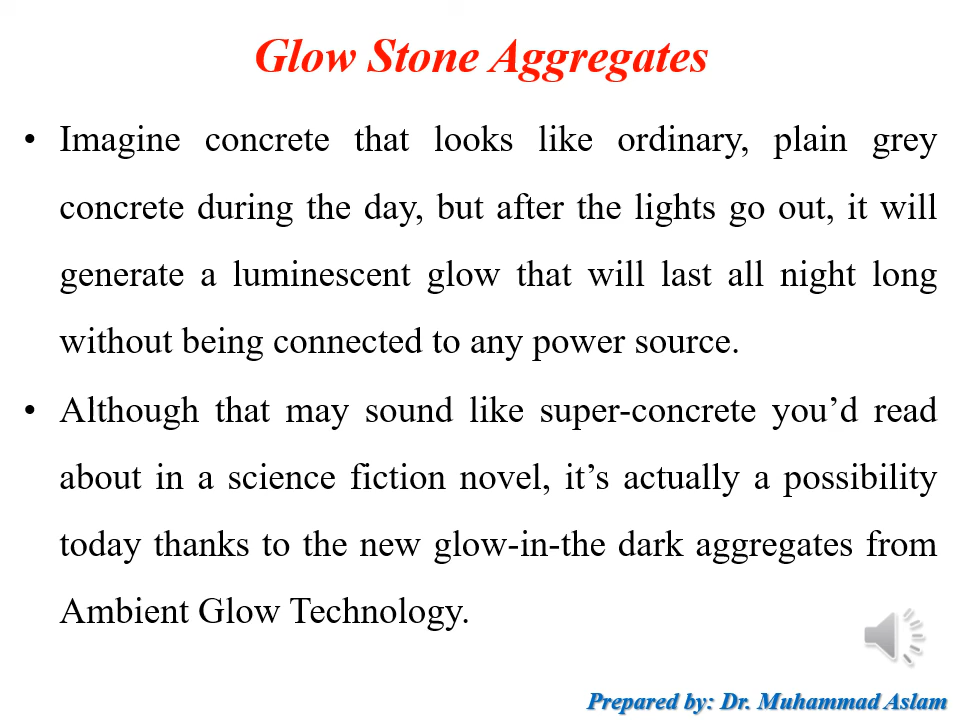 Glow Stone Aggregates
• Imagine concrete that looks like ordinary, plain grey
concrete during the day, but after the lights go out, it will
generate a luminescent glow that will last all night long
without being connected to any power source.
• Although that may sound like super-concrete you’d read
about in a science fiction novel, it’s actually a possibility
today thanks to the new glow-in-the dark aggregates from
Ambient Glow Technology.
Prepared by: Dr. Muhammad Aslam